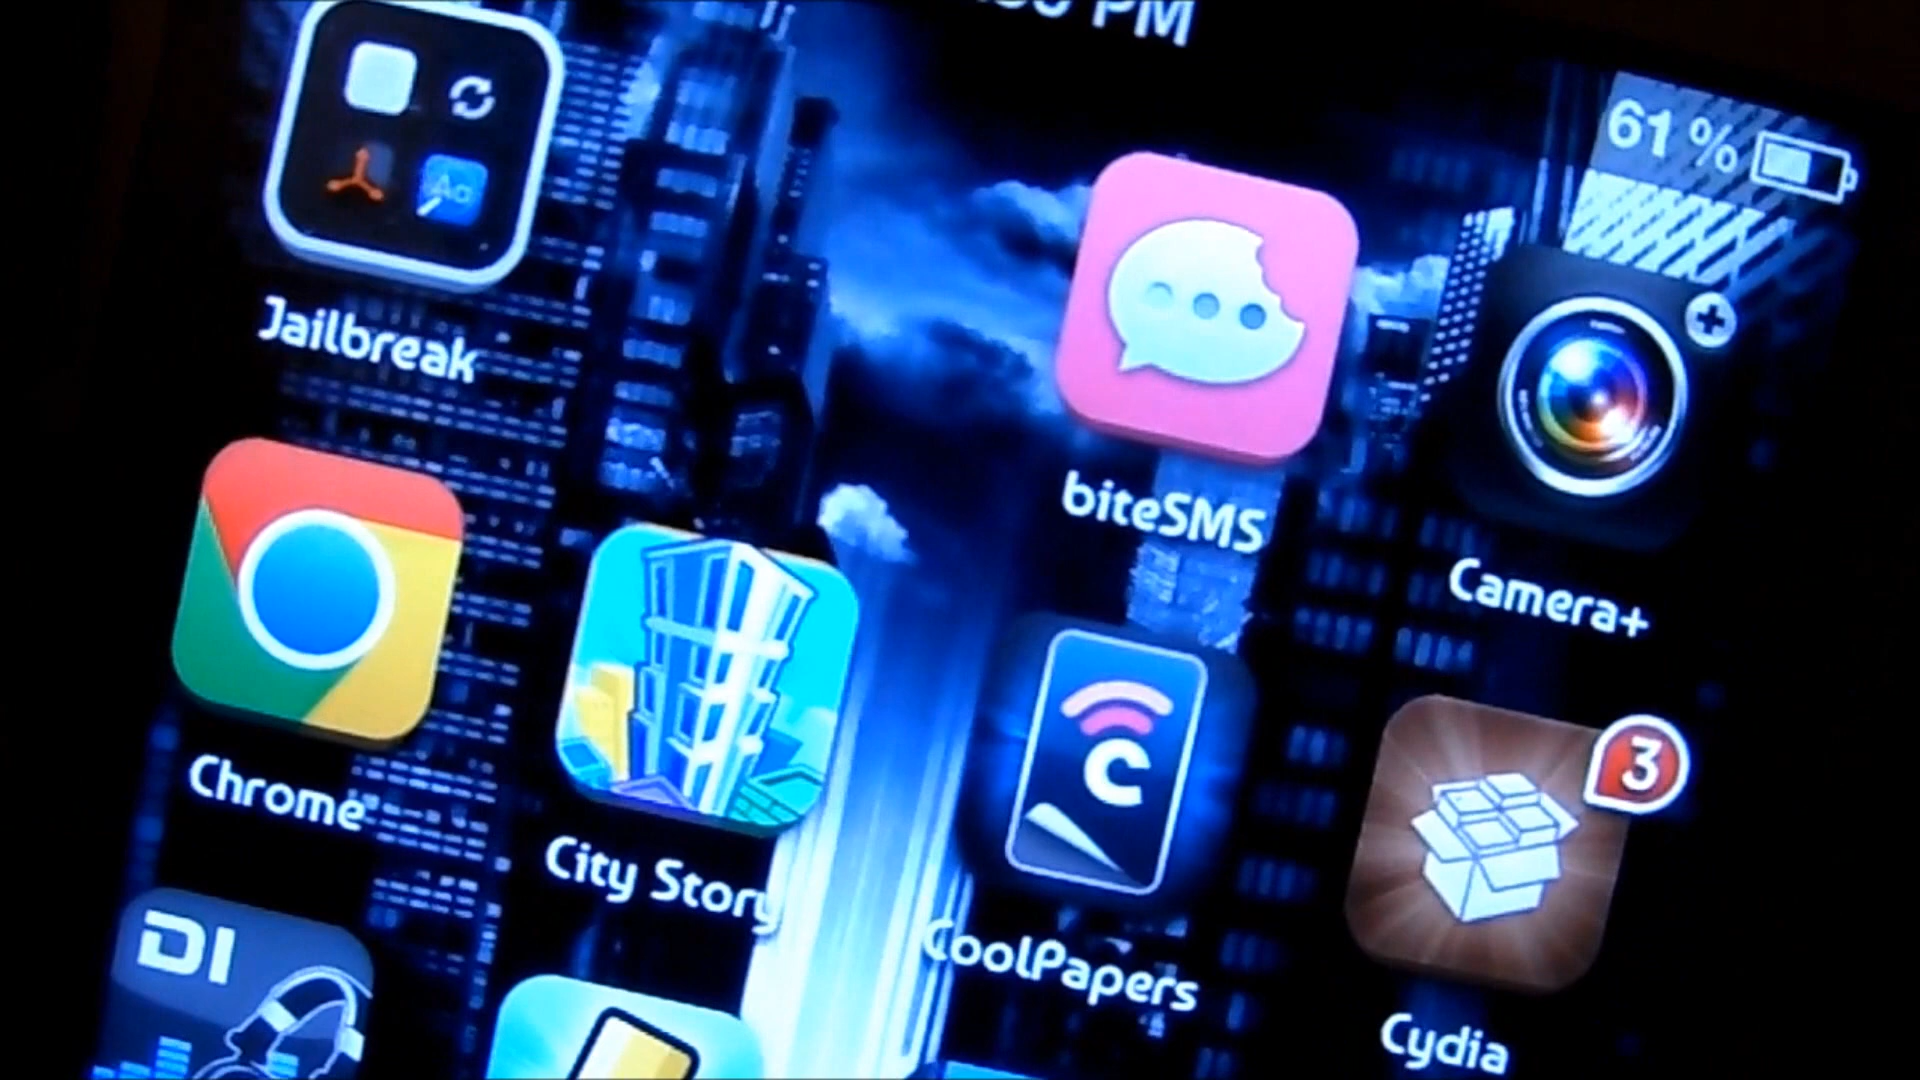 PM
61 %
Jailbreak
biteSMS
Camera+
Chrome
City Story
CoolPapers
C
Cydia
3
DI